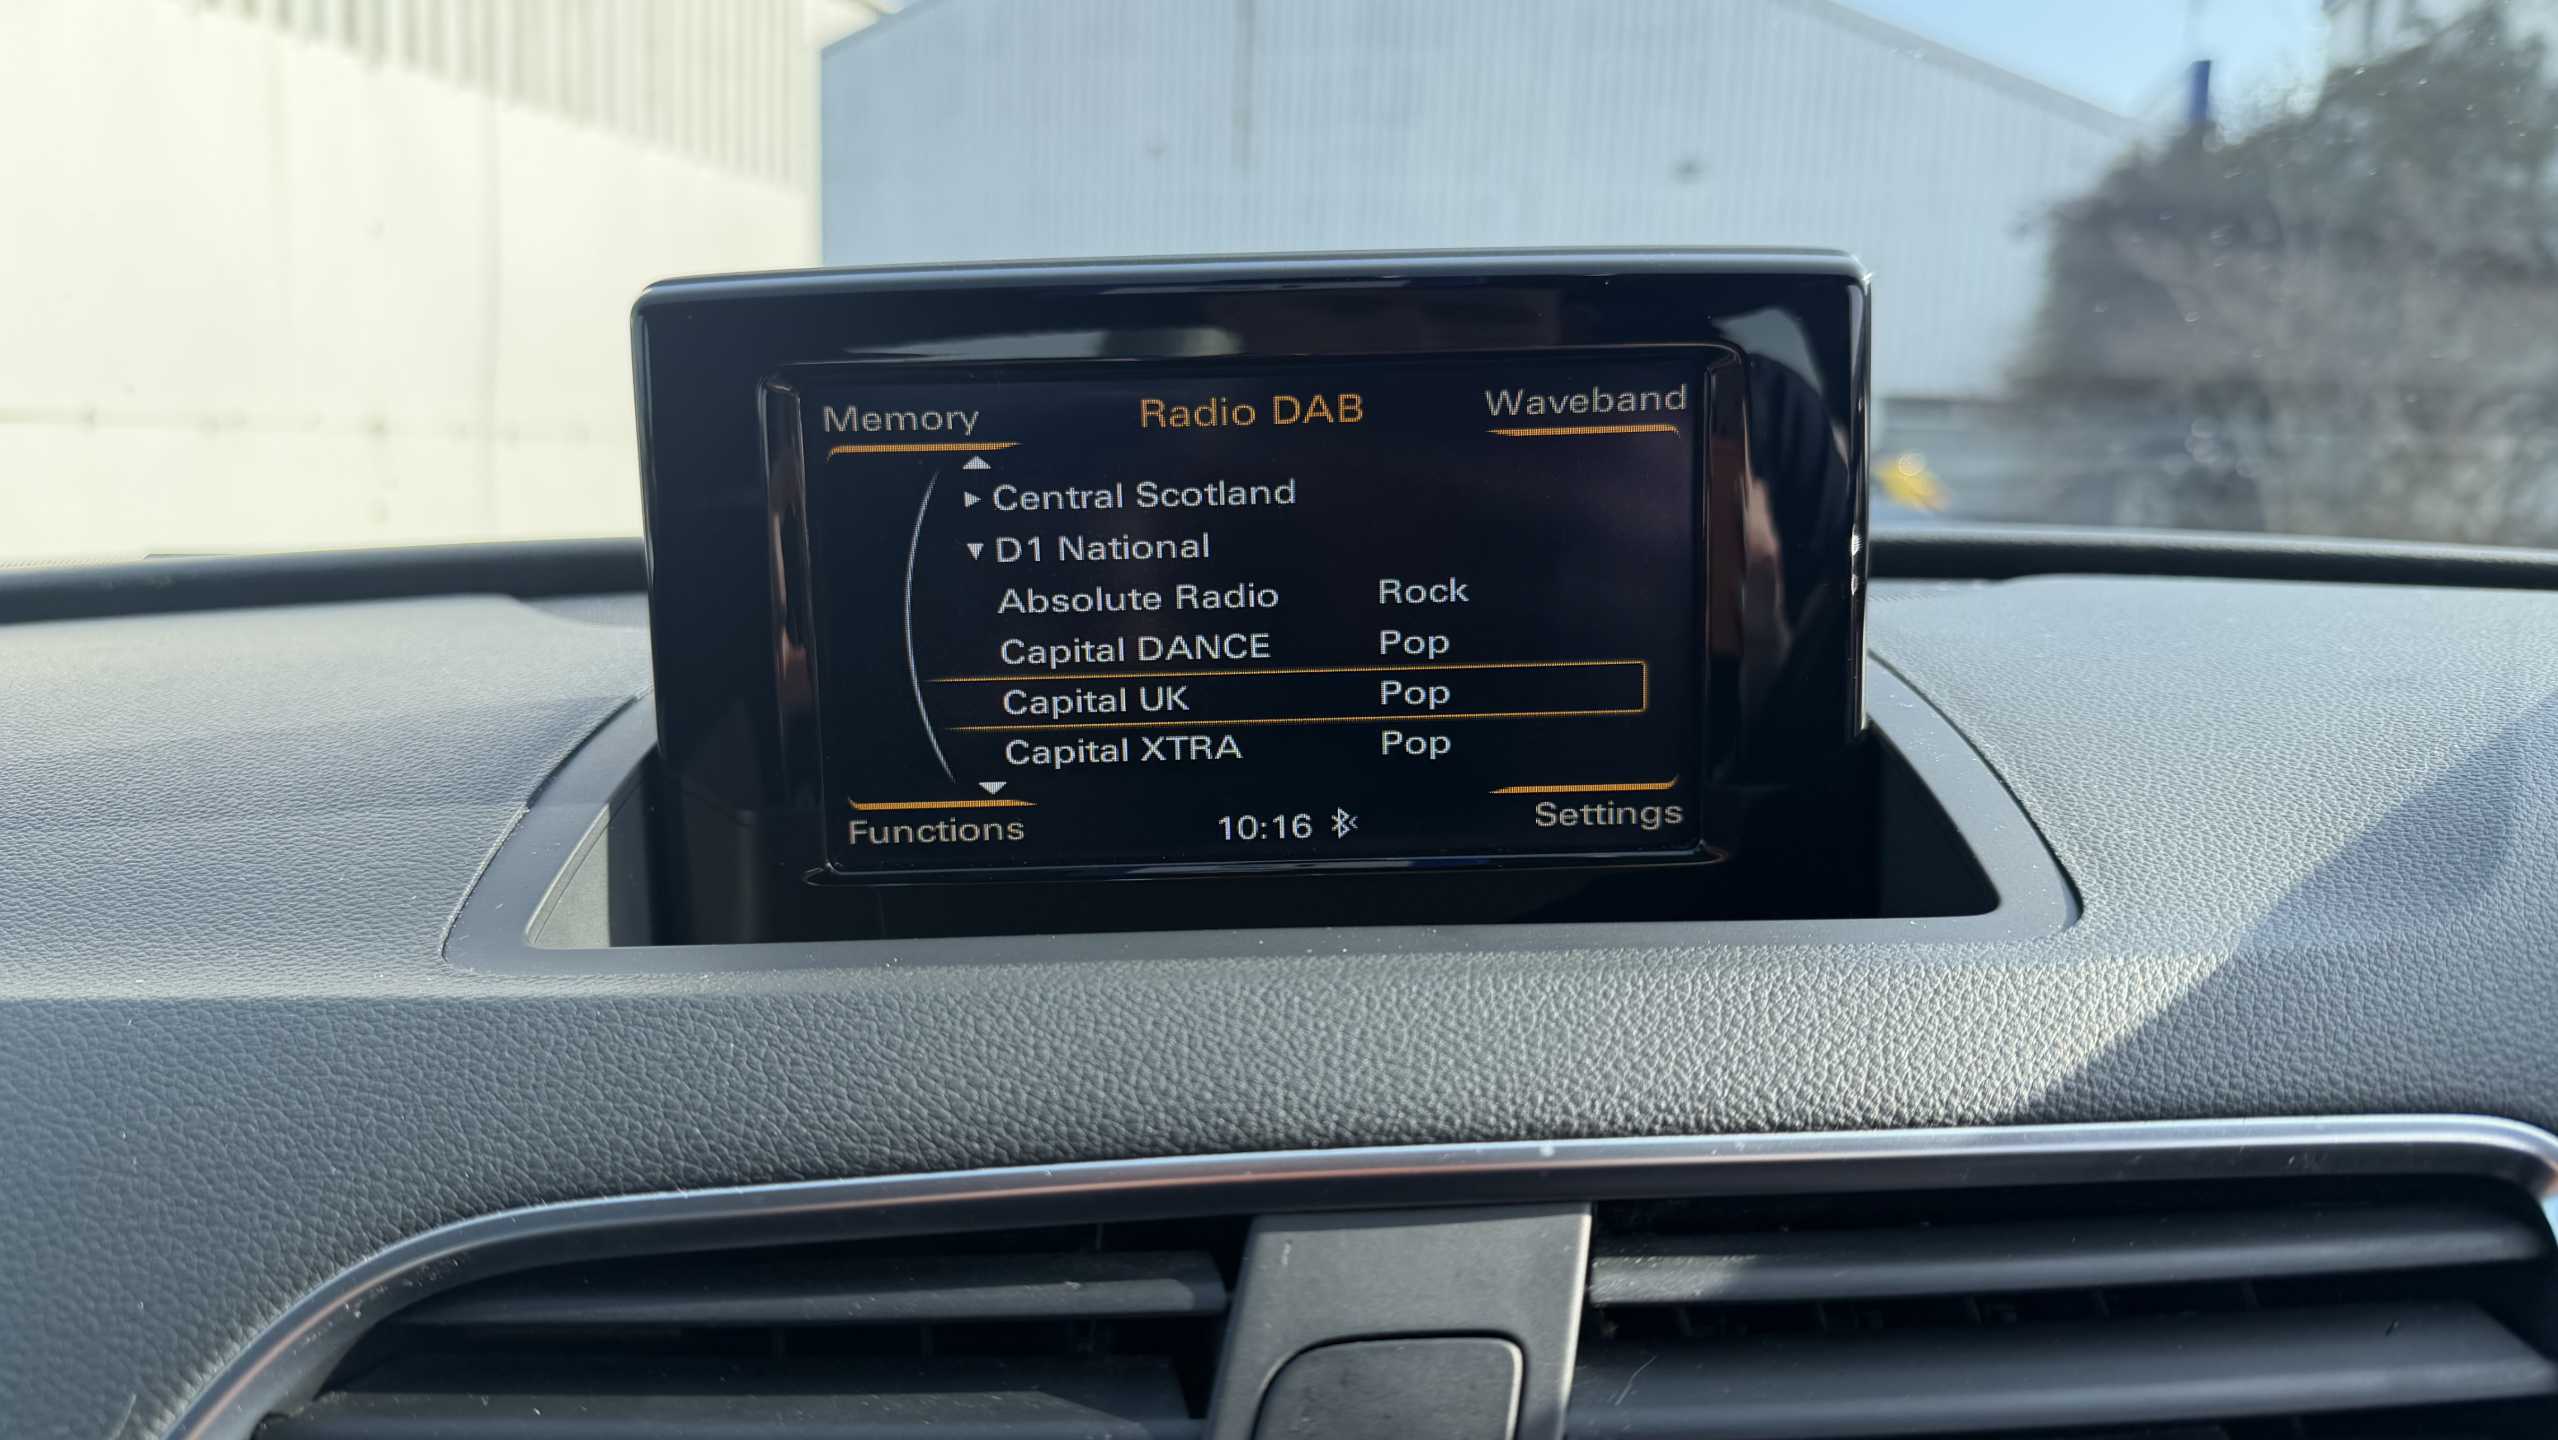 Memory Radio DAB Waveband
Central Scotland
D1 National
Absolute Radio Rock
Capital DANCE Pop
Capital UK Pop
Capital XTRA Pop
Functions 10:16 Settings